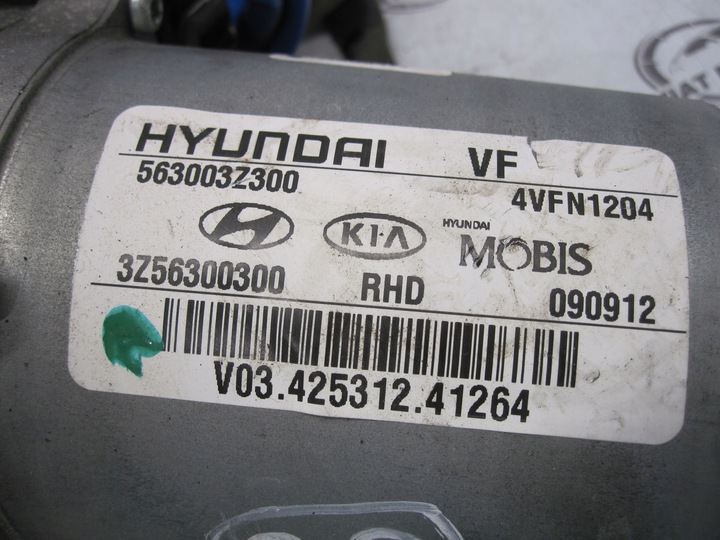 HYUNDAI VF
563003Z300 4VFN1204
KIA HYUNDAI
MOBIS
3Z56300300 RHD 090912
V03.425312.41264